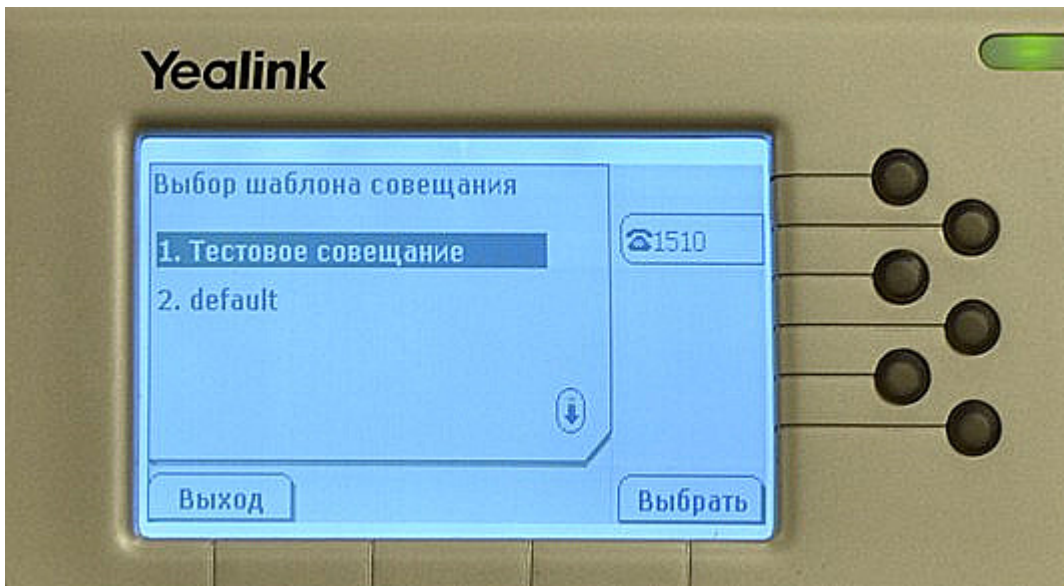 Yealink
Выбор шаблона совещания
1. Тестовое совещание
1510
2. default
Выход
Выбрать